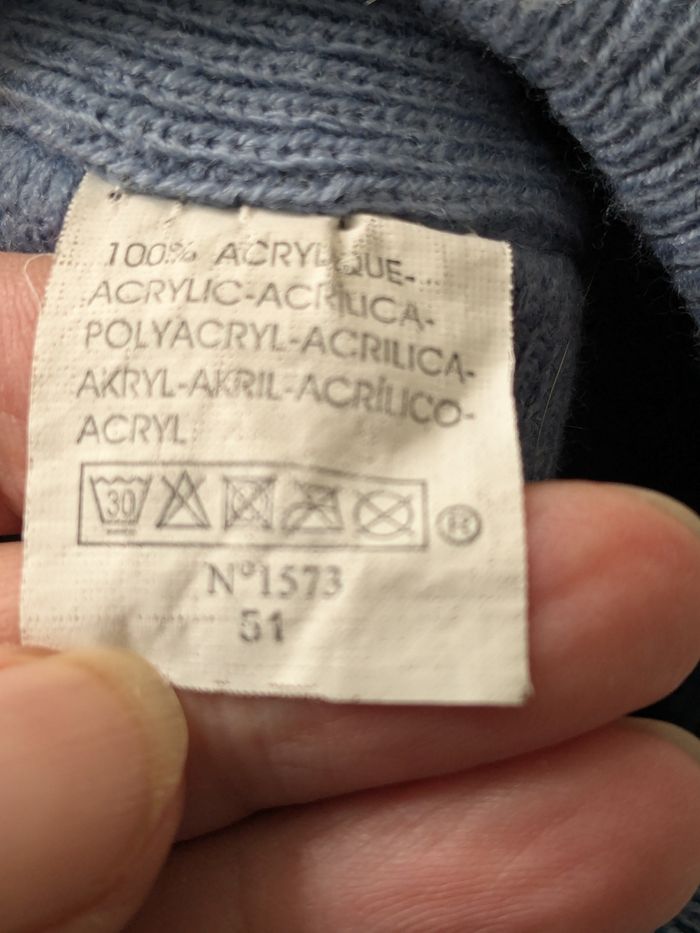 100% ACRYLIQUE-
ACRYLIC-ACRILICA-
POLYACRYL-ACRILICA-
AKRYL-AKRIL-ACRÍLICO-
ACRYL
30
®
N°1573
51